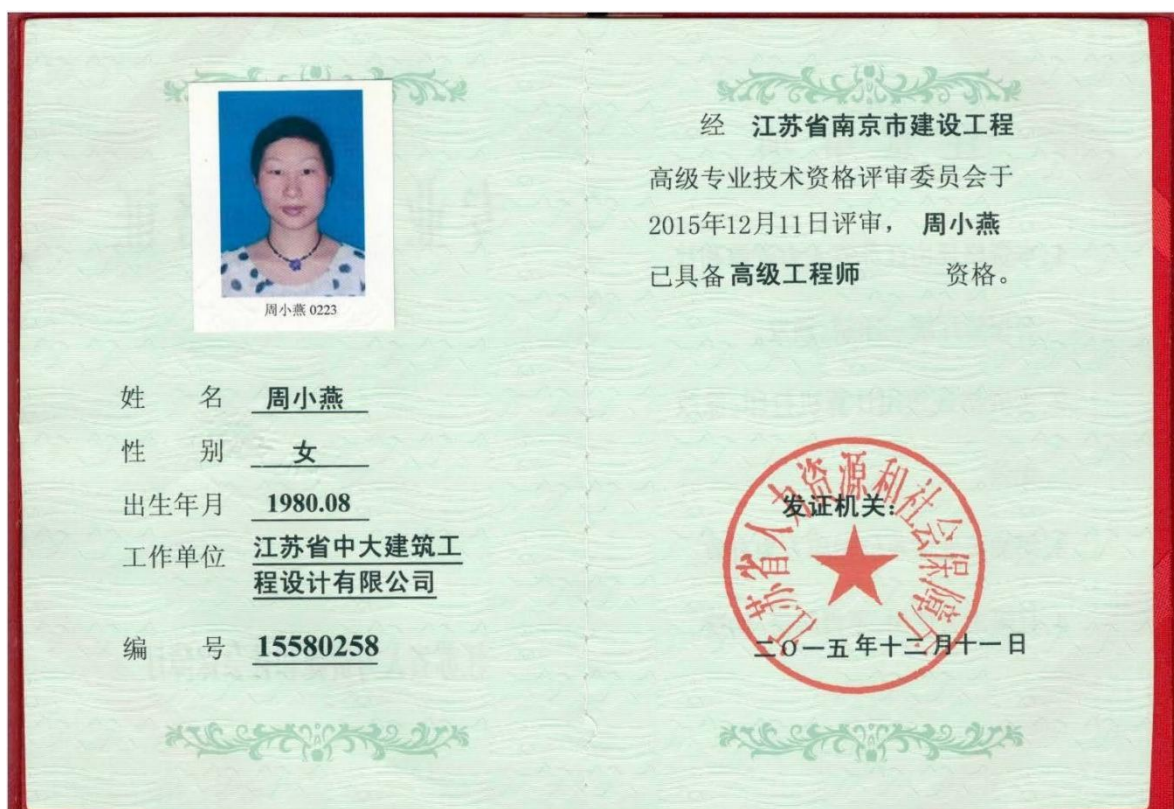 周小燕 0223
姓 名 周小燕
性 别 女
出生年月 1980.08
工作单位 江苏省中大建筑工
程设计有限公司
编 号 15580258
经 江苏省南京市建设工程
高级专业技术资格评审委员会于
2015年12月11日评审， 周小燕
已具备 高级工程师 资格。
江苏省人力资源和社会保障厅
发证机关：
二〇一五年十二月十一日